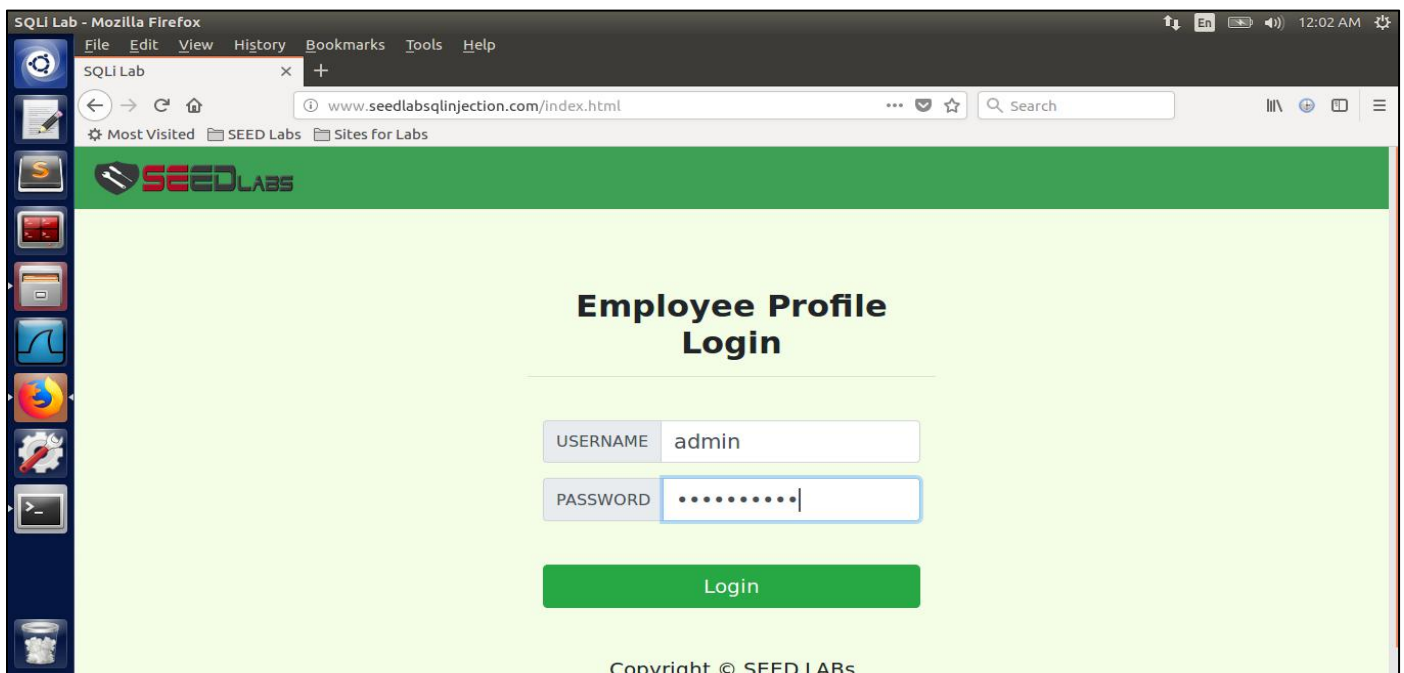 SQLi Lab - Mozilla Firefox
En
12:02 AM
File Edit View History Bookmarks Tools Help
SQLi Lab
www.seedlabsqlinjection.com/index.html
Search
Most Visited SEED Labs Sites for Labs
SEEDLABS
Employee Profile
Login
USERNAME admin
PASSWORD ••••••••••
Login
Copyright © SEED LABs